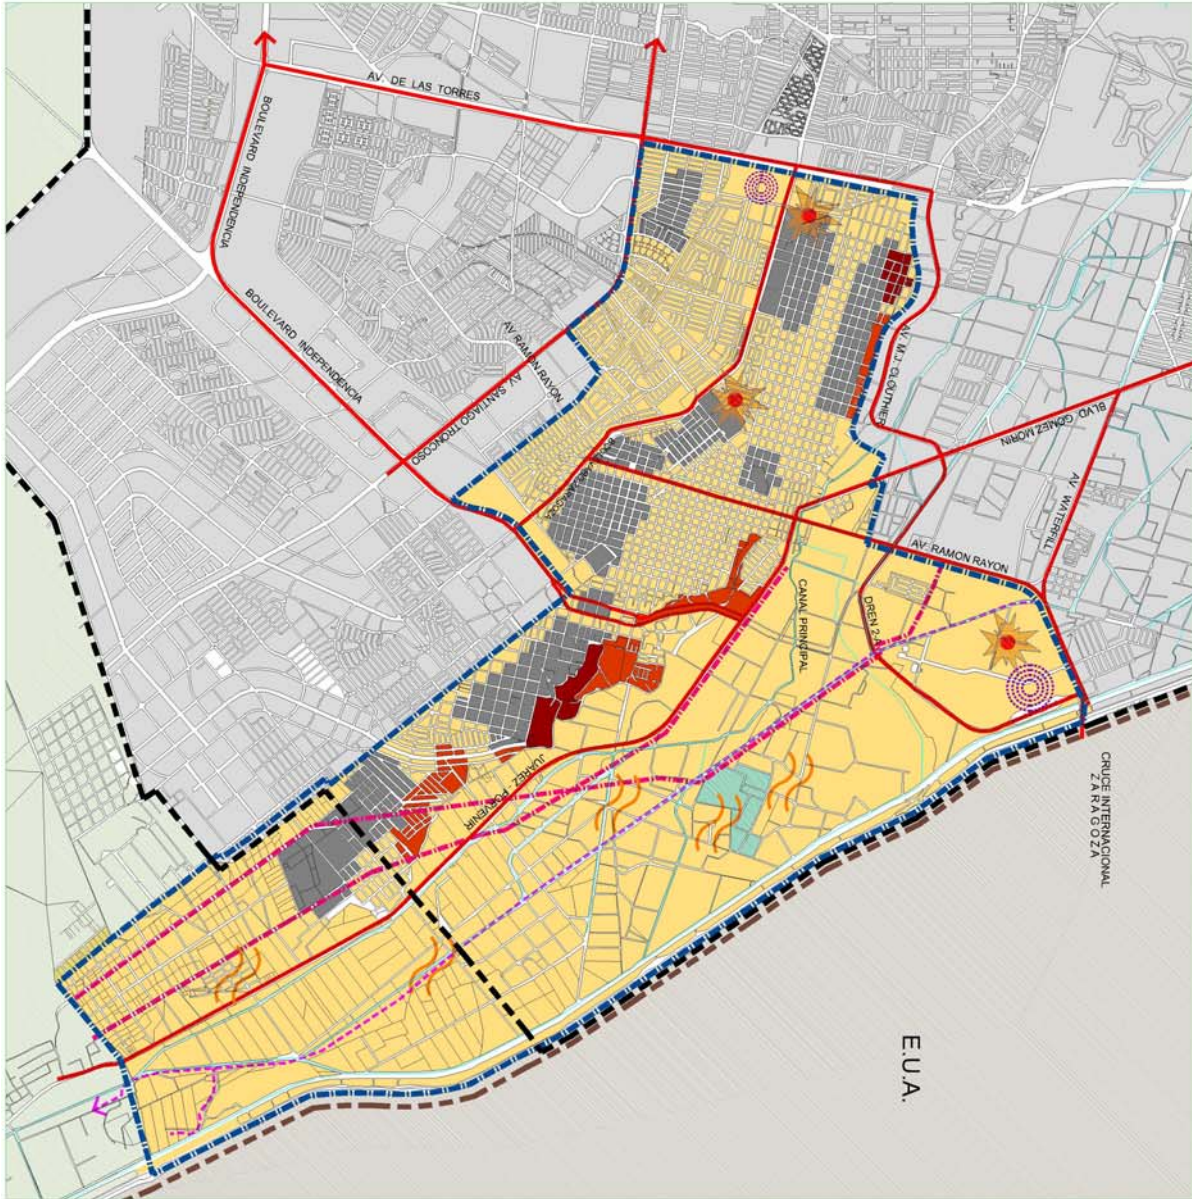 AV. DE LAS TORRES
BOULEVARD INDEPENDENCIA
BOULEVARD INDEPENDENCIA
AV RAMON RAYON
AV. SANTIAGO TRONCOSO
AV. M.J. CLOUTHIER
BLVD. GOMEZ MORIN
AV. WATERFILL
AV. RAMON RAYON
DREN 2-A
CANAL PRINCIPAL
JUAREZ - PORVENIR
CRUCE INTERNACIONAL
ZARAGOZA
E.U.A.